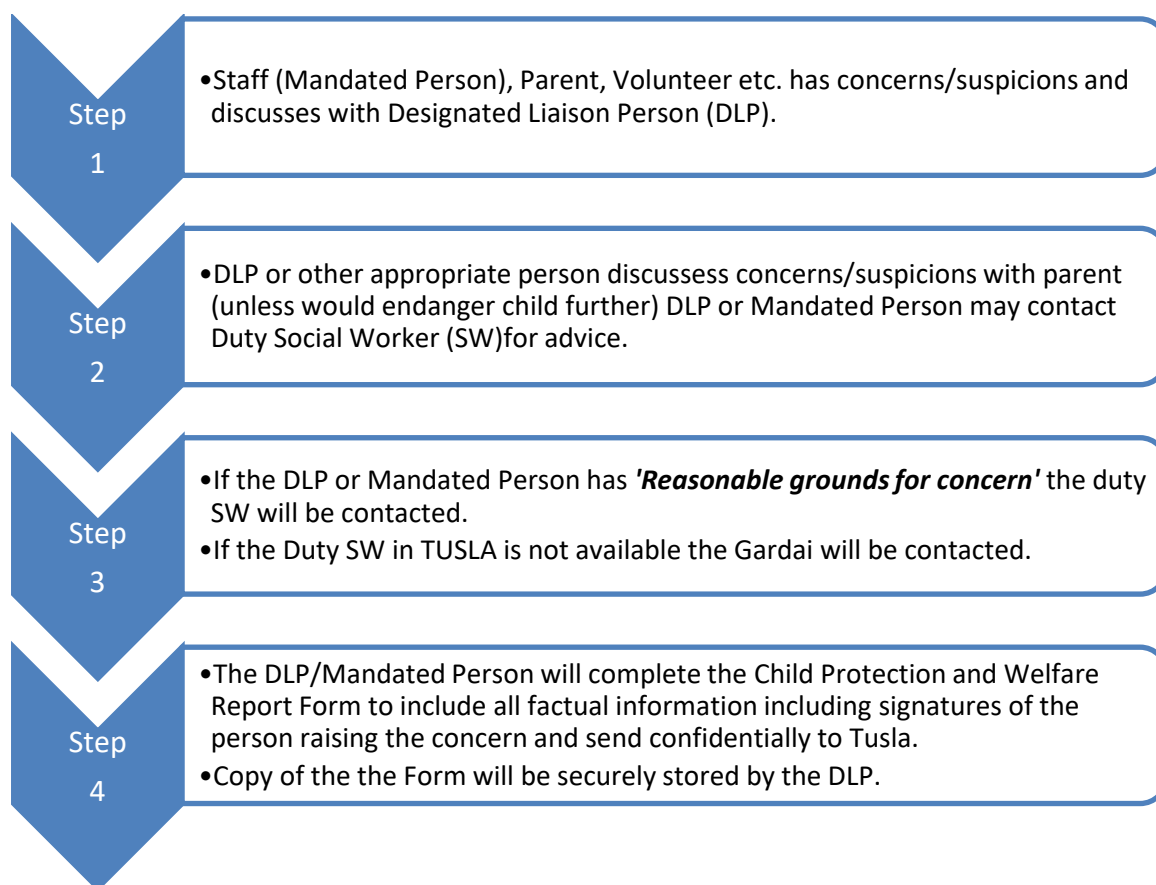 Step
1
•Staff (Mandated Person), Parent, Volunteer etc. has concerns/suspicions and
discusses with Designated Liaison Person (DLP).
Step
2
•DLP or other appropriate person discussess concerns/suspicions with parent
(unless would endanger child further) DLP or Mandated Person may contact
Duty Social Worker (SW)for advice.
Step
3
•If the DLP or Mandated Person has 'Reasonable grounds for concern' the duty
SW will be contacted.
•If the Duty SW in TUSLA is not available the Gardai will be contacted.
Step
4
•The DLP/Mandated Person will complete the Child Protection and Welfare
Report Form to include all factual information including signatures of the
person raising the concern and send confidentially to Tusla.
•Copy of the the Form will be securely stored by the DLP.